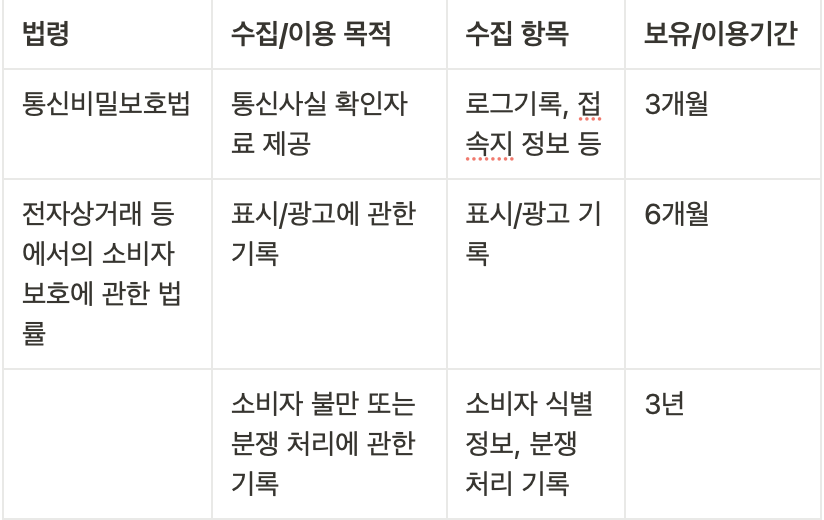 법령
수집/이용 목적
수집 항목
보유/이용기간
통신비밀보호법
통신사실 확인자
료 제공
로그기록, 접
속지 정보 등
3개월
전자상거래 등
에서의 소비자
보호에 관한 법
률
표시/광고에 관한
기록
표시/광고 기
록
6개월
소비자 불만 또는
분쟁 처리에 관한
기록
소비자 식별
정보, 분쟁
처리 기록
3년